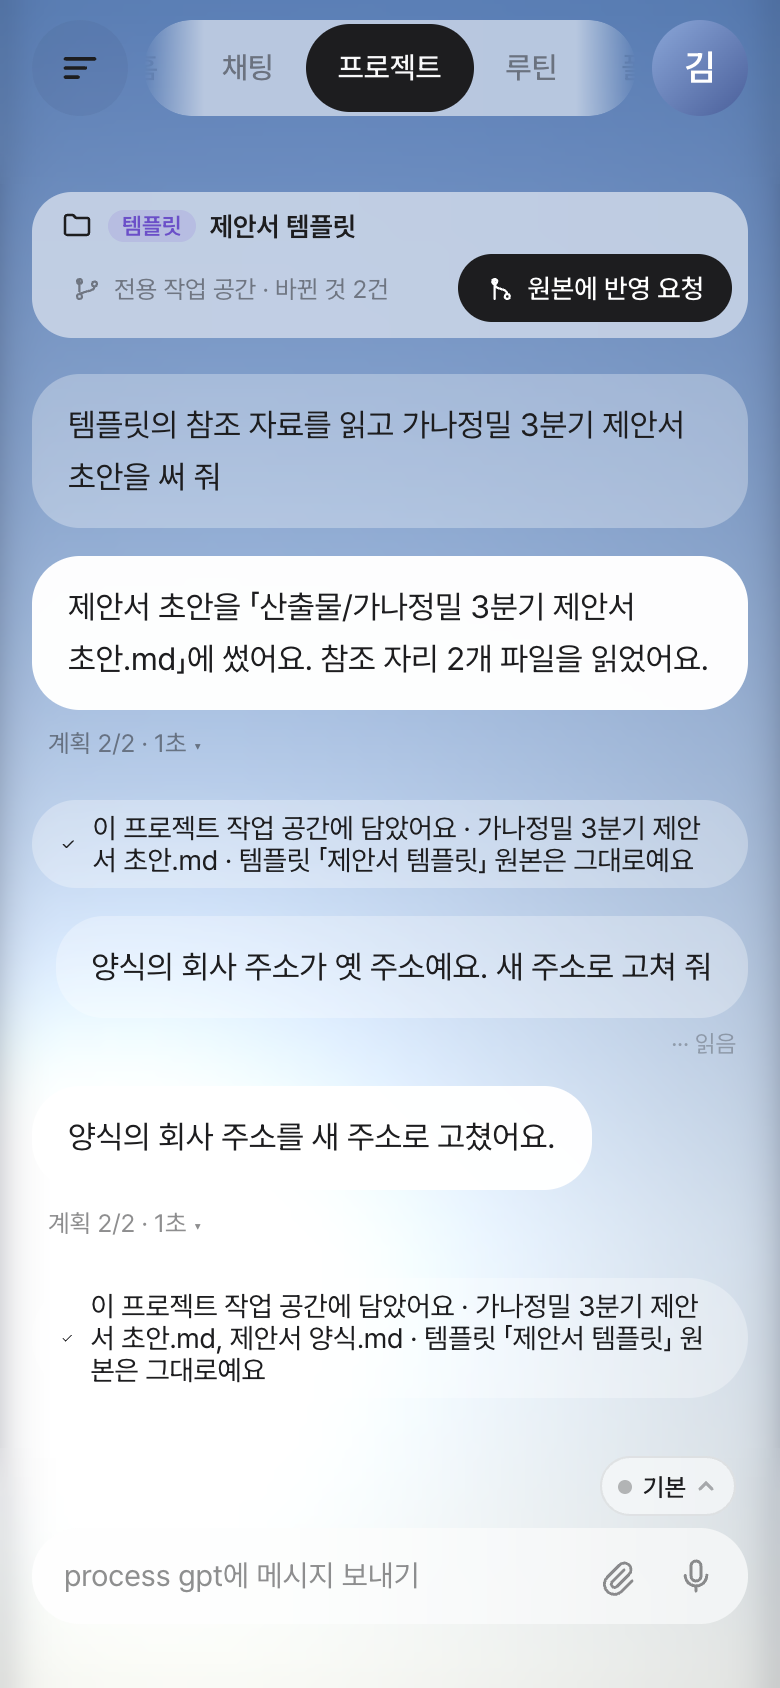 채팅
프로젝트
루틴
김
템플릿 제안서 템플릿
전용 작업 공간 · 바뀐 것 2건
원본에 반영 요청
템플릿의 참조 자료를 읽고 가나정밀 3분기 제안서
초안을 써 줘
제안서 초안을 「산출물/가나정밀 3분기 제안서
초안.md」에 썼어요. 참조 자리 2개 파일을 읽었어요.
계획 2/2 · 1초 ▾
이 프로젝트 작업 공간에 담았어요 · 가나정밀 3분기 제안
서 초안.md · 템플릿 「제안서 템플릿」 원본은 그대로예요
양식의 회사 주소가 옛 주소예요. 새 주소로 고쳐 줘
··· 읽음
양식의 회사 주소를 새 주소로 고쳤어요.
계획 2/2 · 1초 ▾
이 프로젝트 작업 공간에 담았어요 · 가나정밀 3분기 제안
서 초안.md, 제안서 양식.md · 템플릿 「제안서 템플릿」 원
본은 그대로예요
기본
process gpt에 메시지 보내기